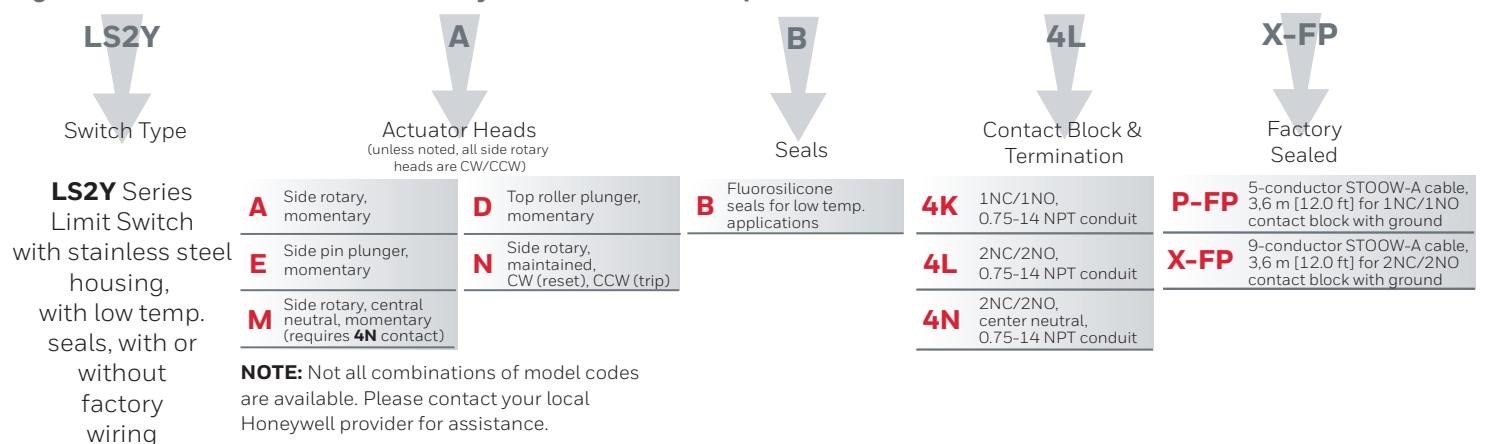 LS2Y
A
B
4L
X-FP
Switch Type
Actuator Heads
(unless noted, all side rotary
heads are CW/CCW)
Seals
Contact Block &
Termination
Factory
Sealed
LS2Y Series
Limit Switch
with stainless steel
housing,
with low temp.
seals, with or
without
factory
wiring
A Side rotary,
momentary
E Side pin plunger,
momentary
M Side rotary, central
neutral, momentary
(requires 4N contact)
D Top roller plunger,
momentary
N Side rotary,
maintained,
CW (reset), CCW (trip)
NOTE: Not all combinations of model codes
are available. Please contact your local
Honeywell provider for assistance.
B Fluorosilicone
seals for low temp.
applications
4K 1NC/1NO,
0.75-14 NPT conduit
4L 2NC/2NO,
0.75-14 NPT conduit
4N 2NC/2NO,
center neutral,
0.75-14 NPT conduit
P-FP 5-conductor STOOW-A cable,
3,6 m [12.0 ft] for 1NC/1NO
contact block with ground
X-FP 9-conductor STOOW-A cable,
3,6 m [12.0 ft] for 2NC/2NO
contact block with ground